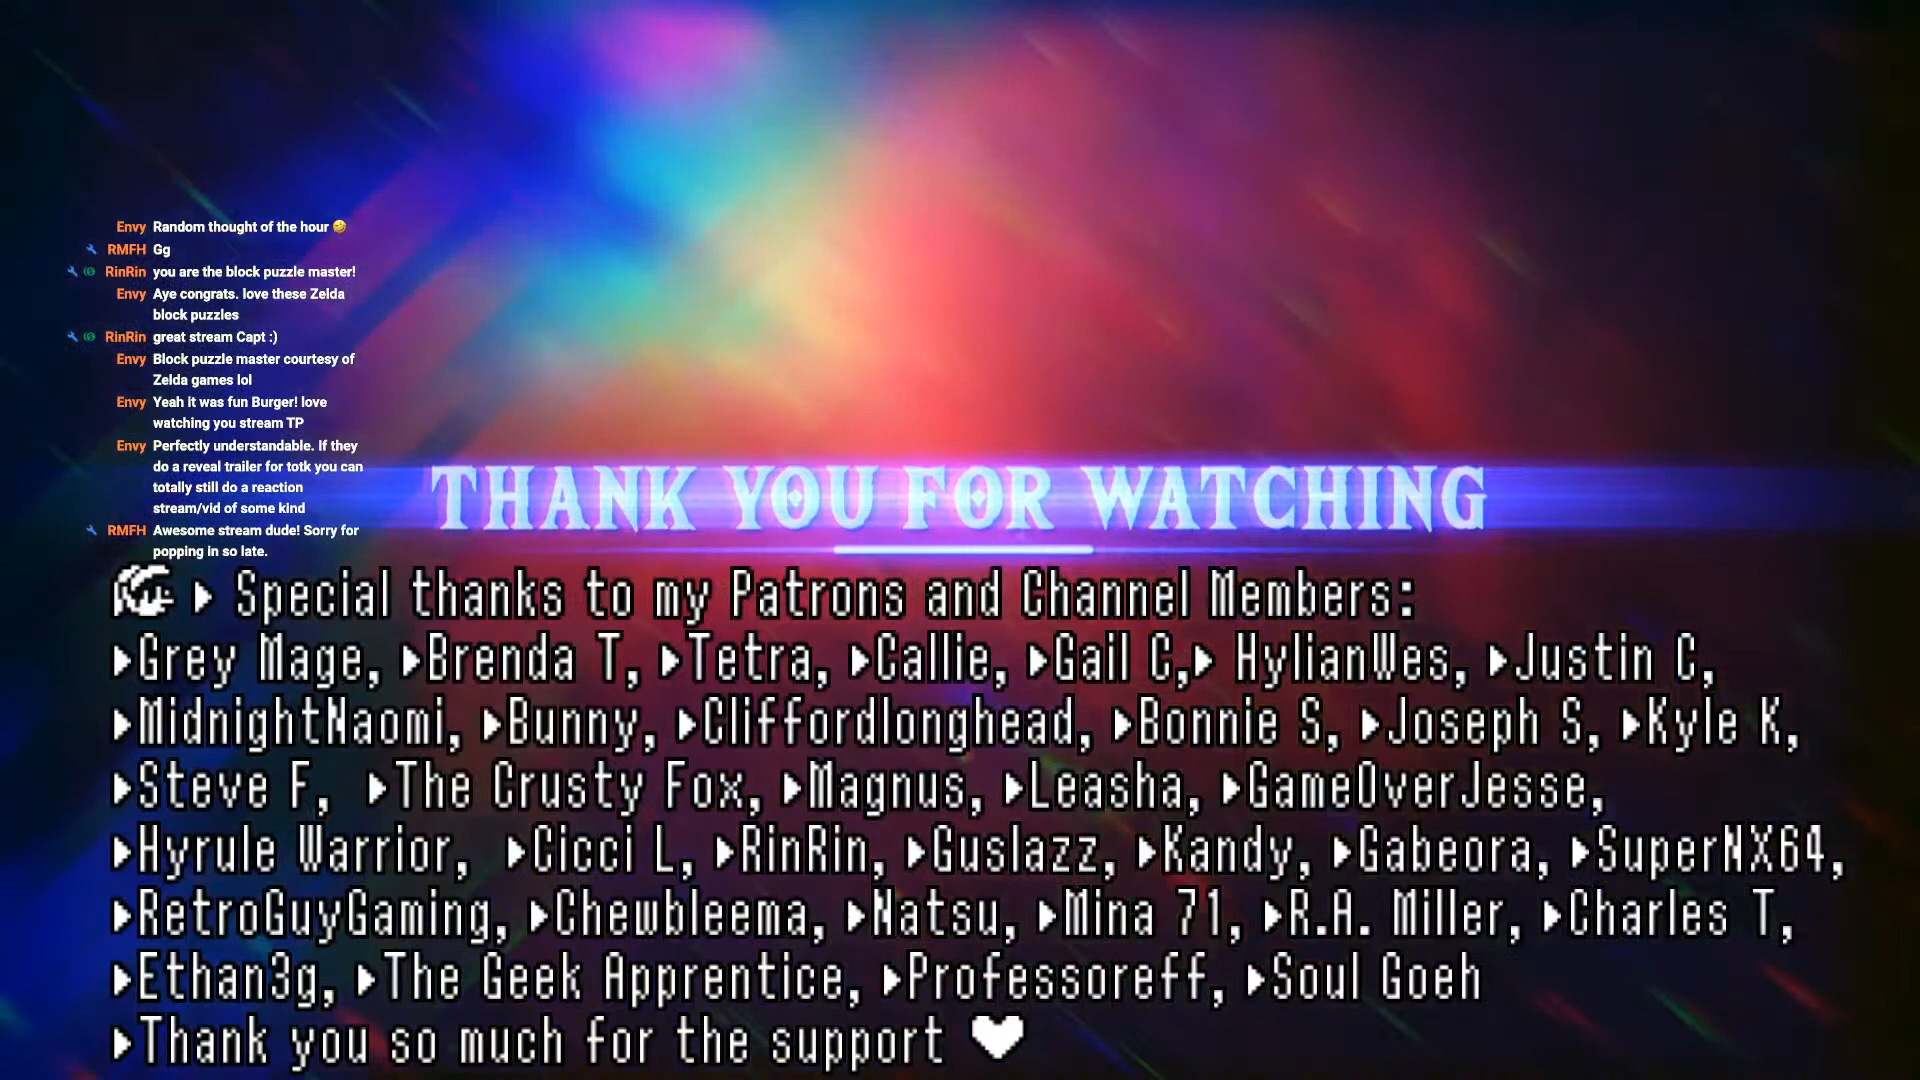 Envy Random thought of the hour 🤣
RMFH Gg
RinRin you are the block puzzle master!
Envy Aye congrats. love these Zelda
block puzzles
RinRin great stream Capt :)
Envy Block puzzle master courtesy of
Zelda games lol
Envy Yeah it was fun Burger! love
watching you stream TP
Envy Perfectly understandable. If they
do a reveal trailer for totk you can
totally still do a reaction
stream/vid of some kind
RMFH Awesome stream dude! Sorry for
popping in so late.
THANK YOU FOR WATCHING
▶ Special thanks to my Patrons and Channel Members:
▶Grey Mage, ▶Brenda T, ▶Tetra, ▶Callie, ▶Gail C,▶ HylianWes, ▶Justin C,
▶MidnightNaomi, ▶Bunny, ▶Cliffordlonghead, ▶Bonnie S, ▶Joseph S, ▶Kyle K,
▶Steve F, ▶The Crusty Fox, ▶Magnus, ▶Leasha, ▶GameOverJesse,
▶Hyrule Warrior, ▶Cicci L, ▶RinRin, ▶Guslazz, ▶Kandy, ▶Gabeora, ▶SuperNX64,
▶RetroGuyGaming, ▶Chewbleema, ▶Natsu, ▶Mina 71, ▶R.A. Miller, ▶Charles T,
▶Ethan3g, ▶The Geek Apprentice, ▶Professoreff, ▶Soul Goeh
▶Thank you so much for the support ♥